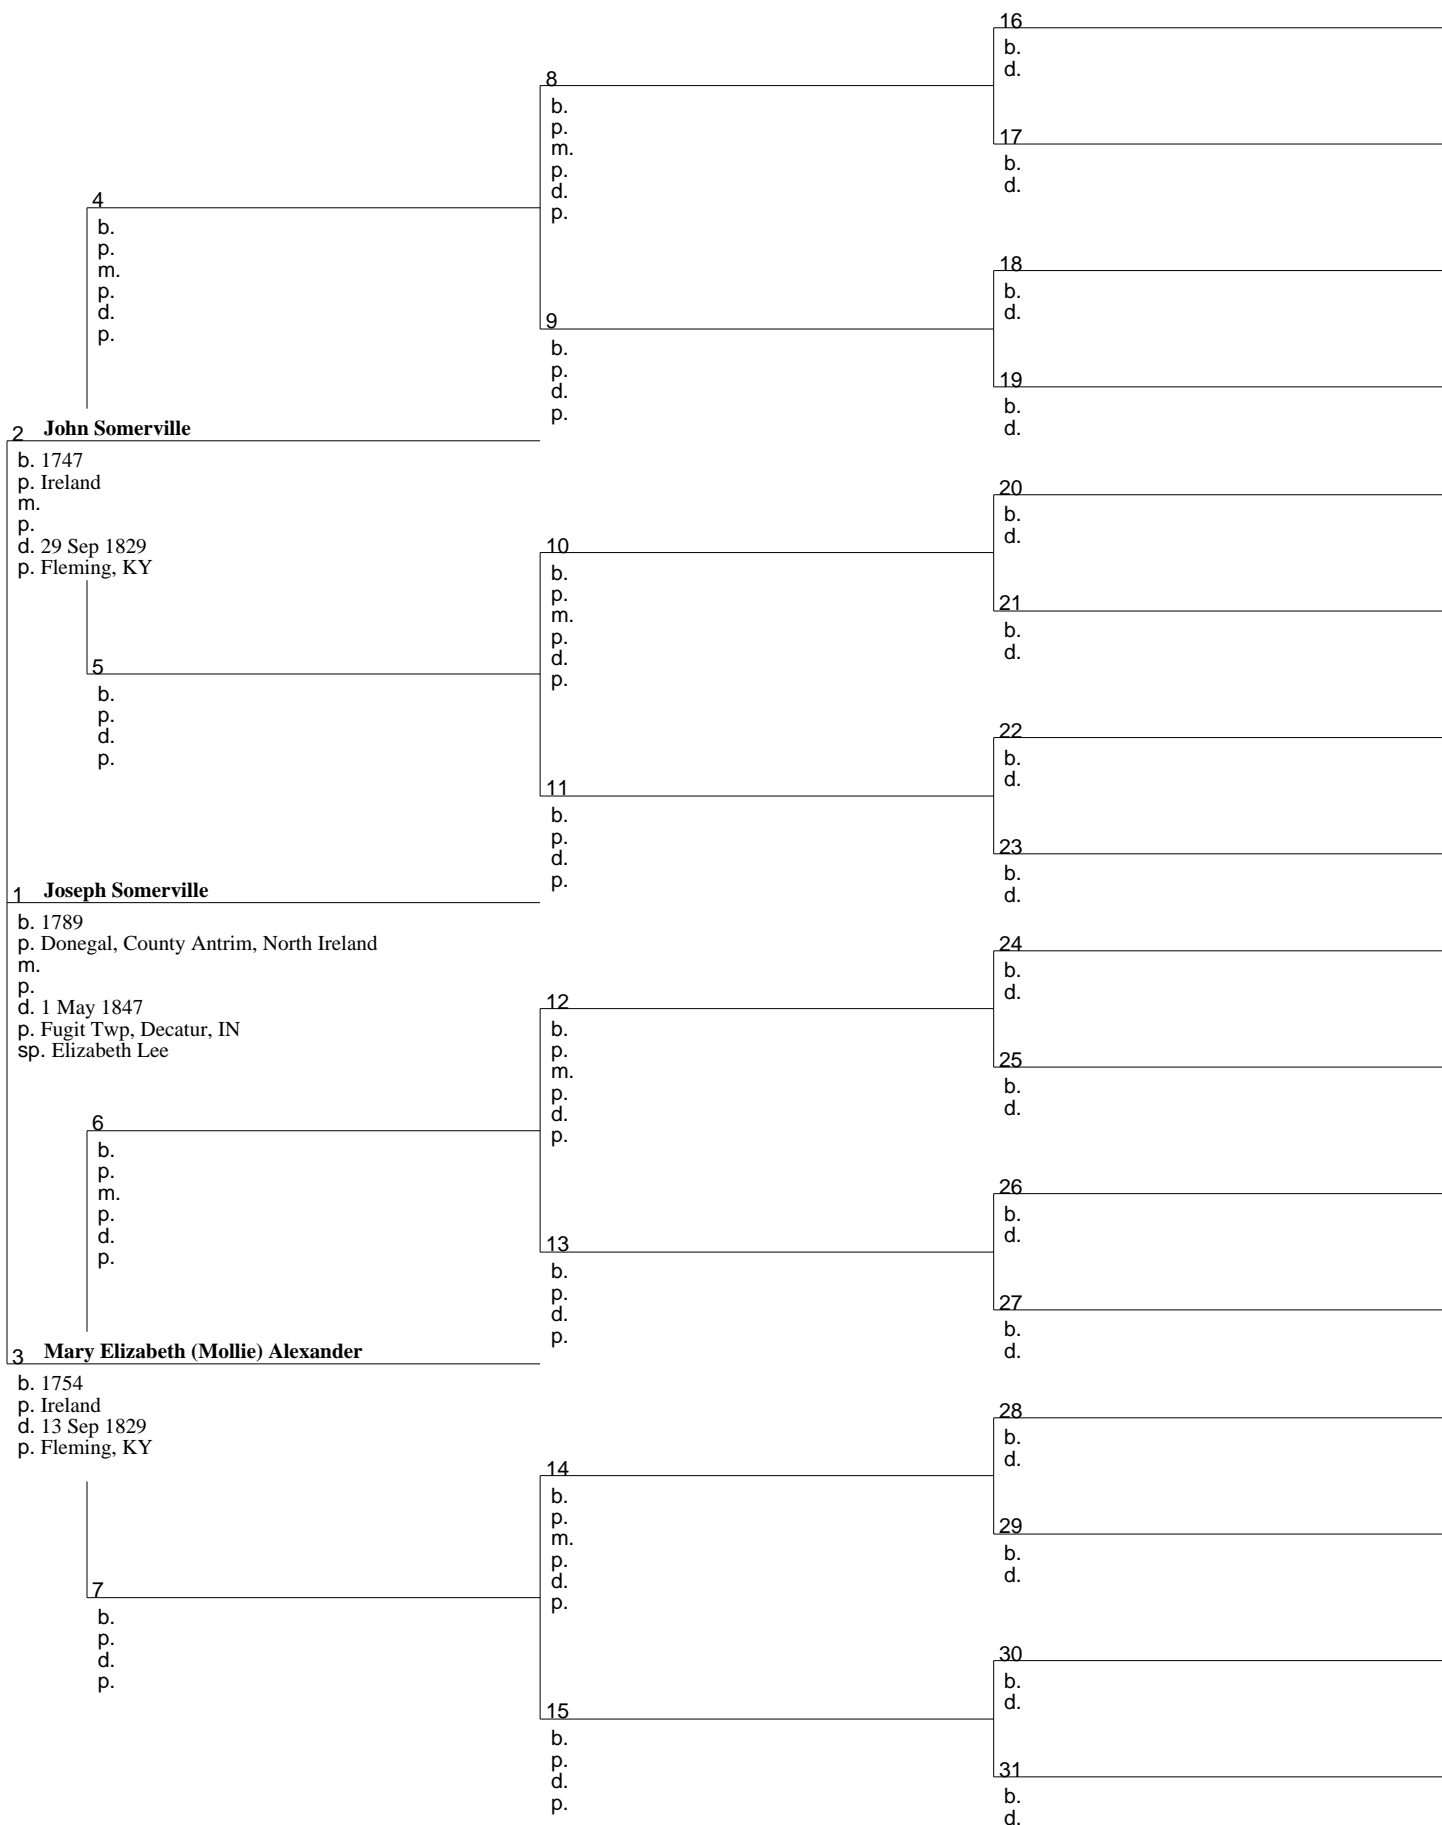 16
b.
d.
8
b.
p.
m.
p.
d.
p.
17
b.
d.
4
b.
p.
m.
p.
d.
p.
18
b.
d.
9
b.
p.
d.
p.
19
b.
d.
2 John Somerville
b. 1747
p. Ireland
m.
p.
d. 29 Sep 1829
p. Fleming, KY
20
b.
d.
10
b.
p.
m.
p.
d.
p.
21
b.
d.
5
b.
p.
d.
p.
22
b.
d.
11
b.
p.
d.
p.
23
b.
d.
1 Joseph Somerville
b. 1789
p. Donegal, County Antrim, North Ireland
m.
p.
d. 1 May 1847
p. Fugit Twp, Decatur, IN
sp. Elizabeth Lee
24
b.
d.
12
b.
p.
m.
p.
d.
p.
25
b.
d.
6
b.
p.
m.
p.
d.
p.
26
b.
d.
13
b.
p.
d.
p.
27
b.
d.
3 Mary Elizabeth (Mollie) Alexander
b. 1754
p. Ireland
d. 13 Sep 1829
p. Fleming, KY
28
b.
d.
14
b.
p.
m.
p.
d.
p.
29
b.
d.
7
b.
p.
d.
p.
30
b.
d.
15
b.
p.
d.
p.
31
b.
d.